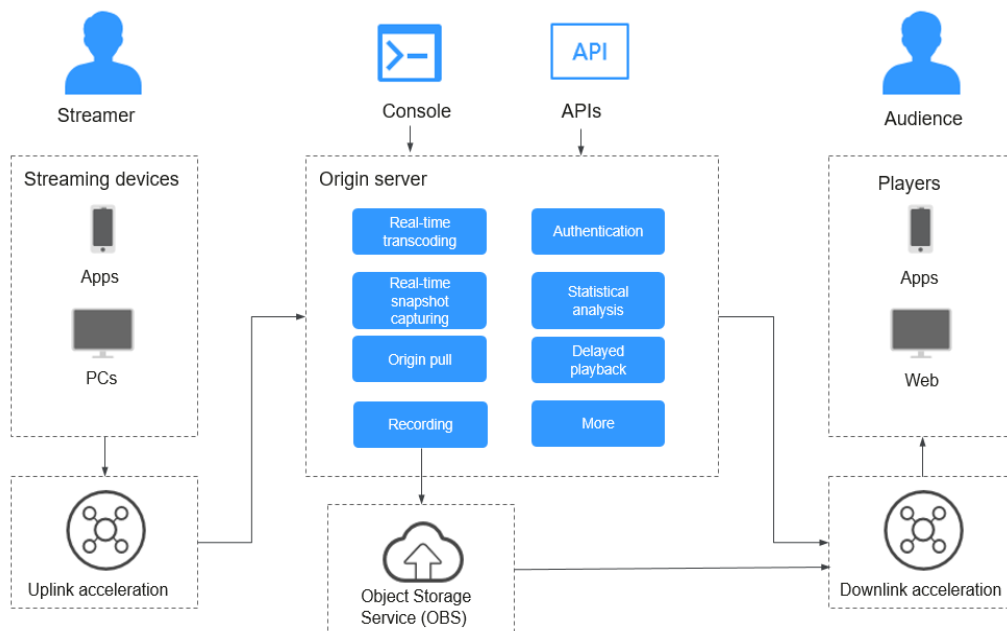 Streamer
Console
API
APIs
Audience
Streaming devices
Apps
PCs
Uplink acceleration
Origin server
Real-time
transcoding
Authentication
Real-time
snapshot
capturing
Statistical
analysis
Origin pull
Delayed
playback
Recording
More
Object Storage
Service (OBS)
Players
Apps
Web
Downlink acceleration